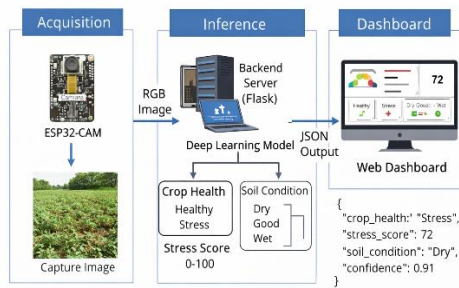 Acquisition
Camera
ESP32-CAM
Capture Image
RGB
Image
Inference
Backend
Server
(Flask)
Deep Learning Model
Crop Health
Healthy
Stress
Stress Score
0-100
Soil Condition
Dry
Good
Wet
JSON
Output
Dashboard
72
Healthy
Stress
Web Dashboard
{
"crop_health:' "Stress",
"stress_score": 72
"soil_condition": "Dry",
"confidence": 0.91
}